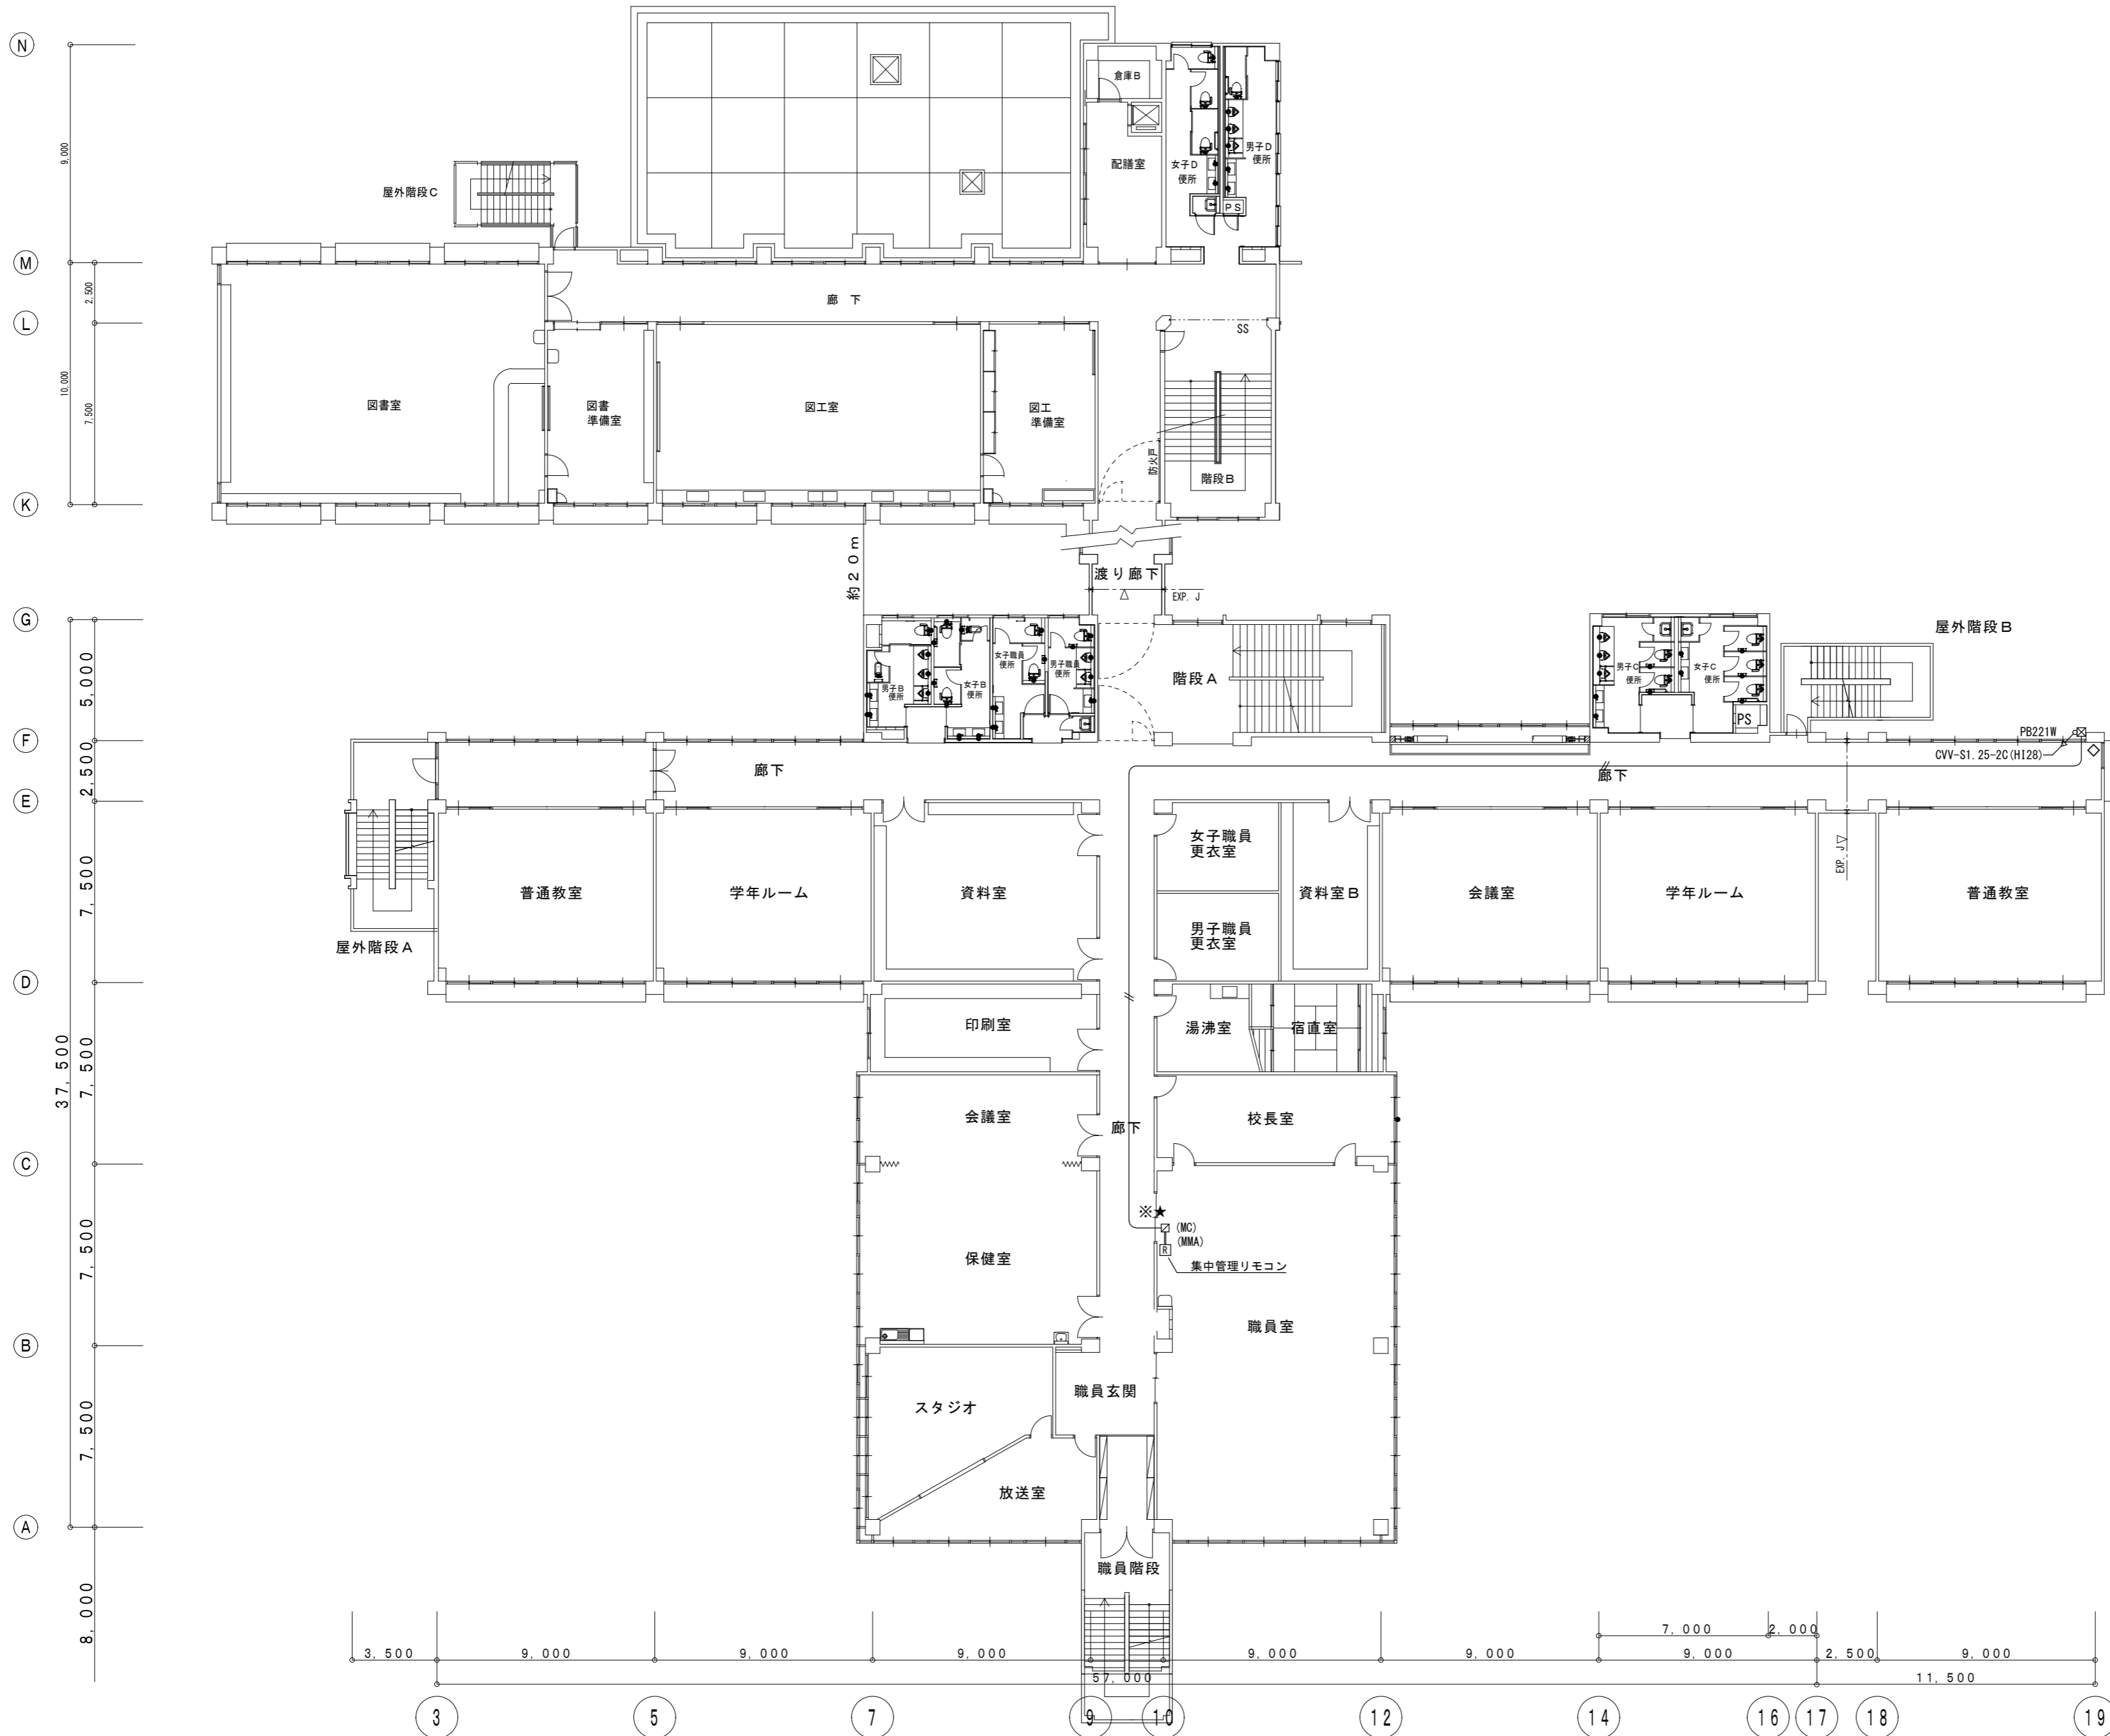 N
9,000
倉庫B
配膳室
女子D
便所
男子D
便所
PS
屋外階段C
M
2,500
廊 下
L
SS
10,000
7,500
図書室
図書
準備室
図工室
図工
準備室
防火戸
階段B
K
約20m
渡り廊下
EXP. J
G
5,000
男子B
便所
女子B
便所
女子職員
便所
男子職員
便所
階段A
男子C
便所
女子C
便所
PS
屋外階段B
PB221W
CVV-S1.25-2C(HI28)
F
2,500
廊下
廊下
E
女子職員
更衣室
7,500
普通教室
学年ルーム
資料室
男子職員
更衣室
資料室B
会議室
学年ルーム
EXP. J
普通教室
屋外階段A
D
印刷室
湯沸室
宿直室
37,500
7,500
会議室
廊下
校長室
C
※★
(MC)
(MMA)
R
集中管理リモコン
7,500
保健室
職員室
B
職員玄関
スタジオ
7,500
放送室
A
職員階段
8,000
7,000
2,000
3,500
9,000
9,000
9,000
9,000
9,000
9,000
2,500
9,000
57,000
11,500
3
5
7
9
10
12
14
16
17
18
19